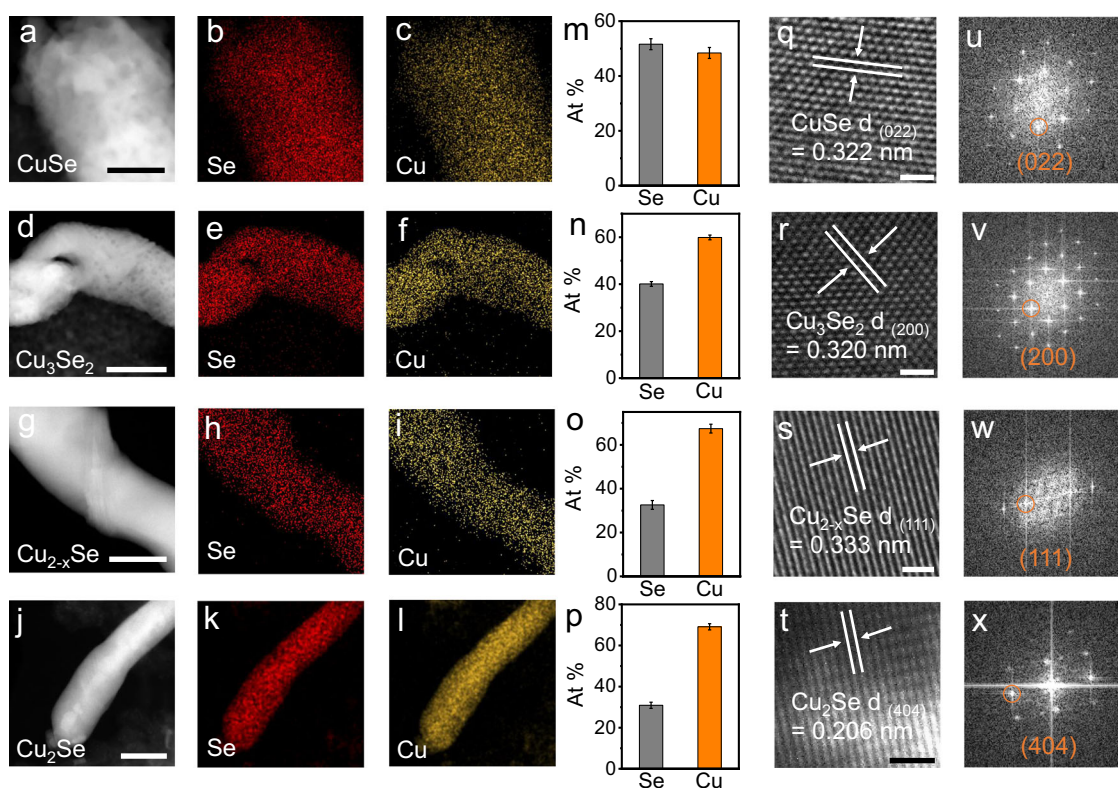 a
CuSe
b
Se
c
Cu
m
At %
60
40
20
0
Se Cu
q
CuSe d (022)
= 0.322 nm
u
(022)
d
Cu3Se2
e
Se
f
Cu
n
At %
60
40
20
0
Se Cu
r
Cu3Se2 d (200)
= 0.320 nm
v
(200)
g
Cu2-xSe
h
Se
i
Cu
o
At %
60
40
20
0
Se Cu
s
Cu2-xSe d (111)
= 0.333 nm
w
(111)
j
Cu2Se
k
Se
l
Cu
p
At %
80
60
40
20
0
Se Cu
t
Cu2Se d (404)
= 0.206 nm
x
(404)